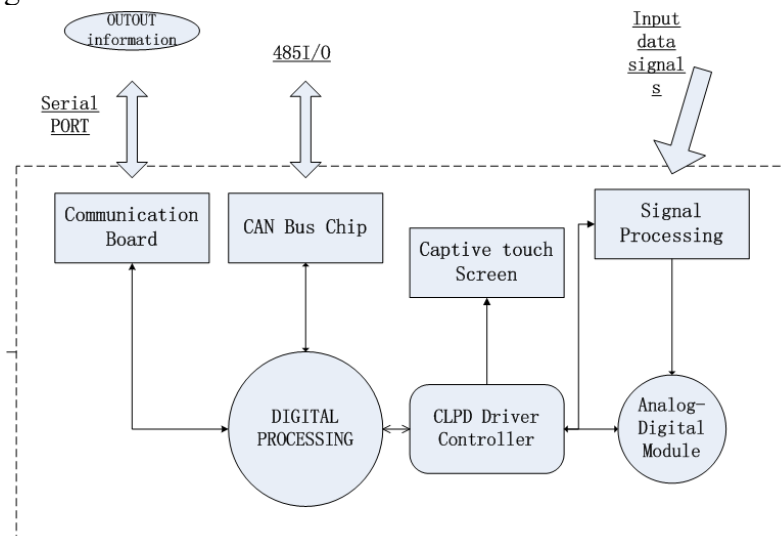 OUTOUT
information
485I/O
Input
data
signal
s
Serial
PORT
Communication
Board
CAN Bus Chip
Captive touch
Screen
Signal
Processing
DIGITAL
PROCESSING
CLPD Driver
Controller
Analog-
Digital
Module